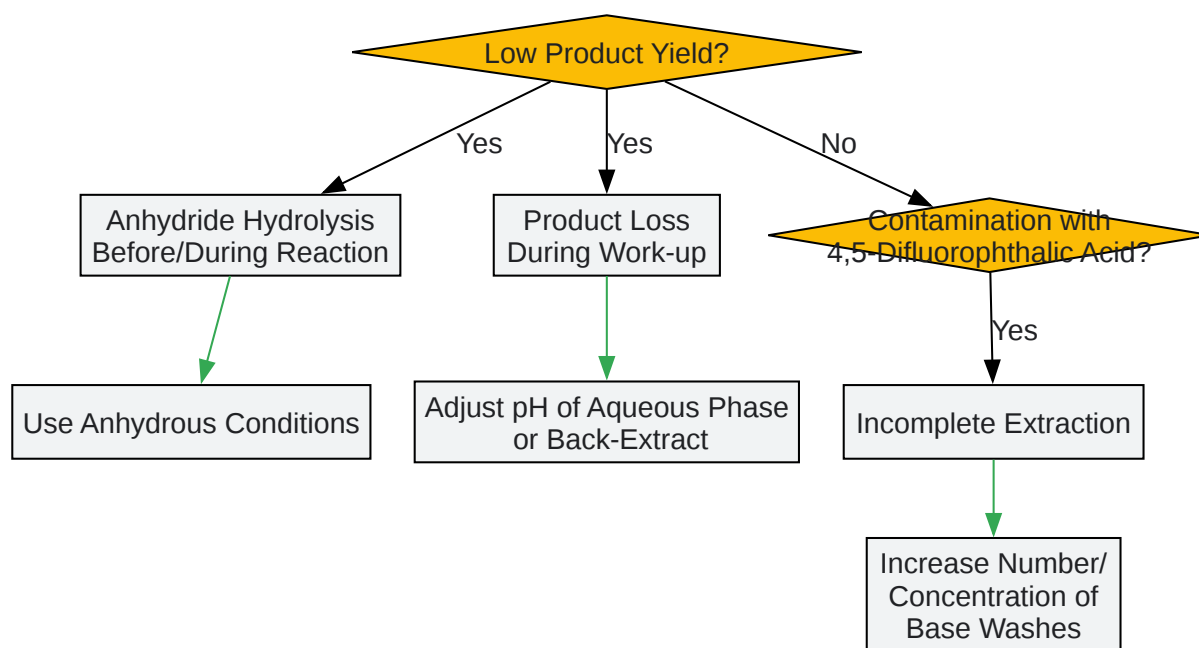 Low Product Yield?
Yes
Yes
No
Anhydride Hydrolysis
Before/During Reaction
Product Loss
During Work-up
Contamination with
4,5-Difluorophthalic Acid?
Yes
Use Anhydrous Conditions
Adjust pH of Aqueous Phase
or Back-Extract
Incomplete Extraction
Increase Number/
Concentration of
Base Washes